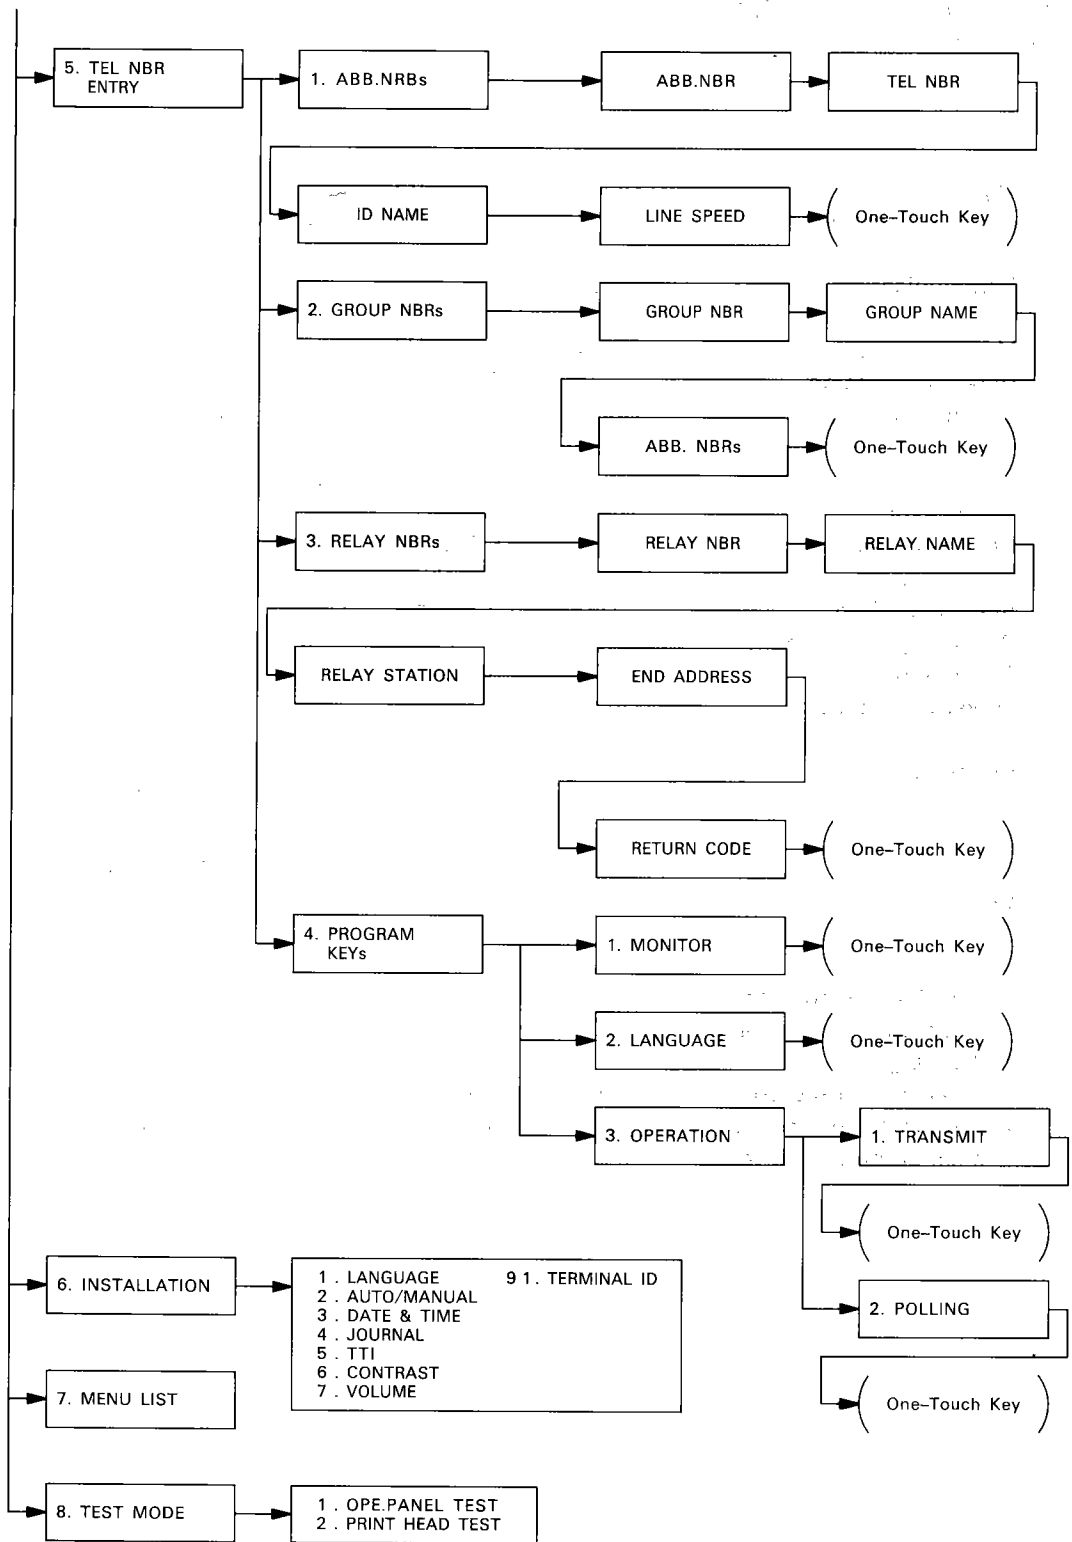 5. TEL NBR
ENTRY
1. ABB.NRBs
ABB.NBR
TEL NBR
ID NAME
LINE SPEED
(One-Touch Key)
2. GROUP NBRs
GROUP NBR
GROUP NAME
ABB. NBRs
(One-Touch Key)
3. RELAY NBRs
RELAY NBR
RELAY NAME
RELAY STATION
END ADDRESS
RETURN CODE
(One-Touch Key)
4. PROGRAM
KEYs
1. MONITOR
(One-Touch Key)
2. LANGUAGE
(One-Touch Key)
3. OPERATION
1. TRANSMIT
(One-Touch Key)
2. POLLING
(One-Touch Key)
6. INSTALLATION
1. LANGUAGE
2. AUTO/MANUAL
3. DATE & TIME
4. JOURNAL
5. TTI
6. CONTRAST
7. VOLUME
91. TERMINAL ID
7. MENU LIST
8. TEST MODE
1. OPE.PANEL TEST
2. PRINT HEAD TEST